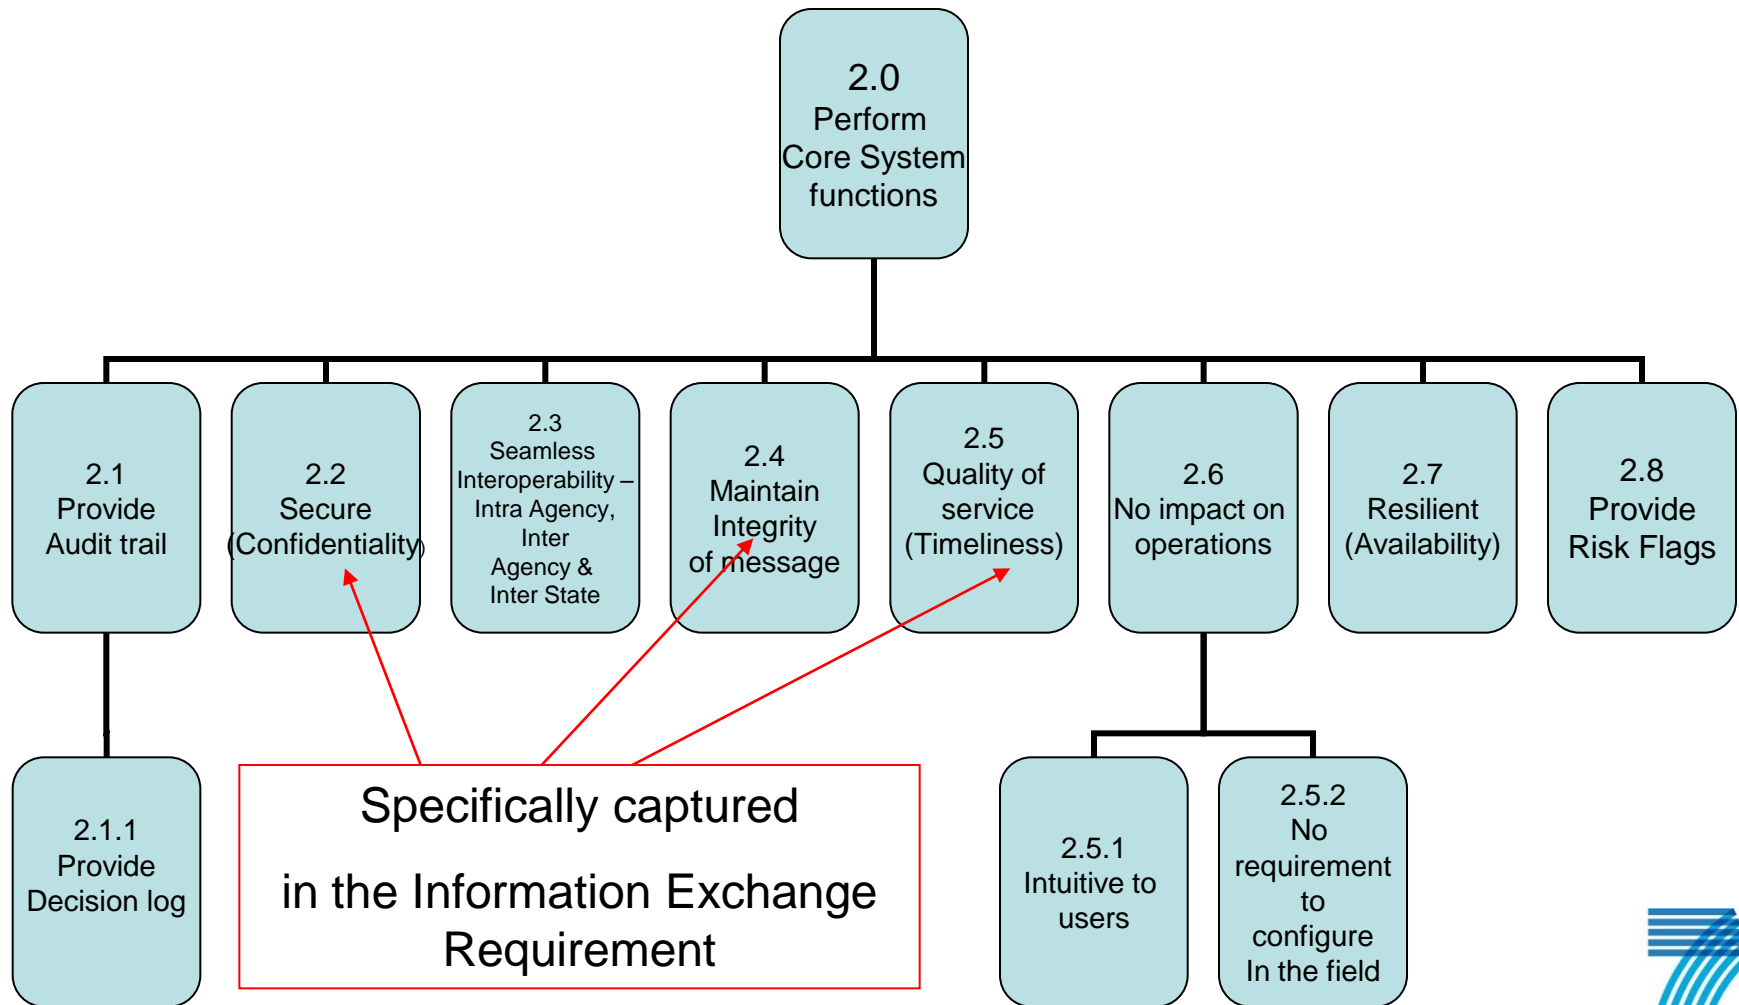 2.0
Perform
Core System
functions
2.1
Provide
Audit trail
2.2
Secure
(Confidentiality)
2.3
Seamless
Interoperability –
Intra Agency,
Inter
Agency &
Inter State
2.4
Maintain
Integrity
of message
2.5
Quality of
service
(Timeliness)
2.6
No impact on
operations
2.7
Resilient
(Availability)
2.8
Provide
Risk Flags
2.1.1
Provide
Decision log
Specifically captured
in the Information Exchange
Requirement
2.5.1
Intuitive to
users
2.5.2
No
requirement
to
configure
In the field